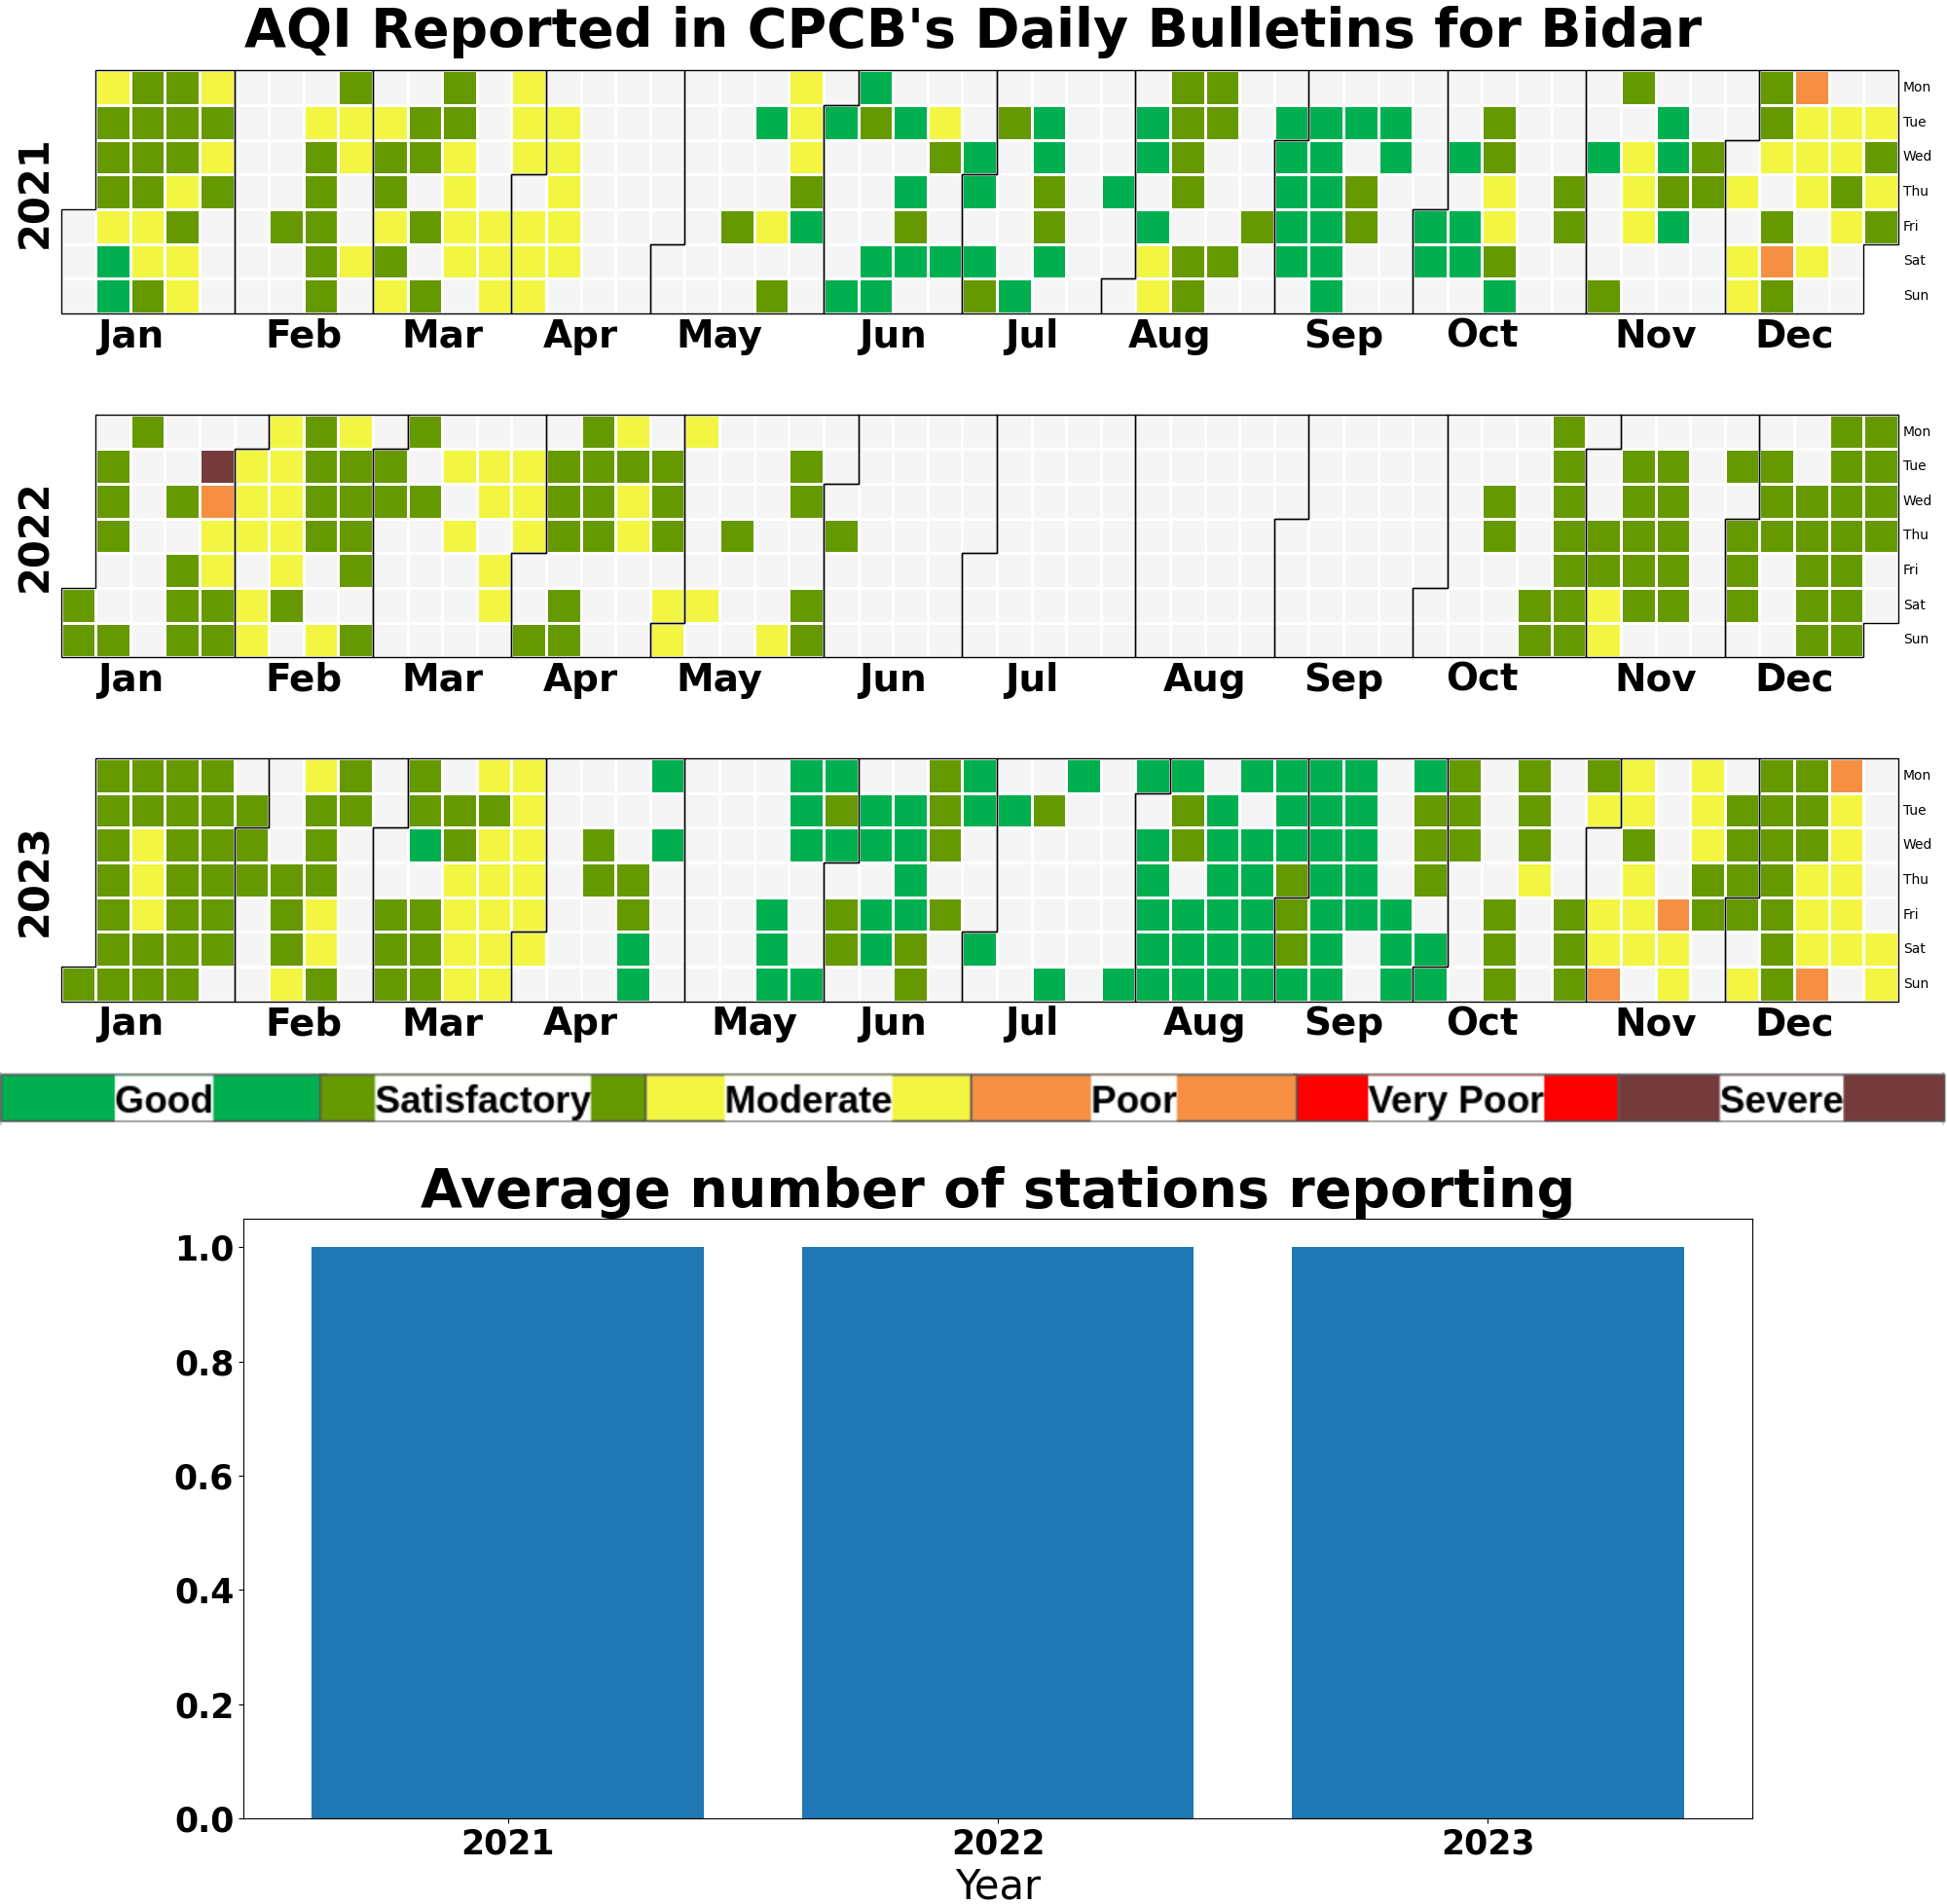 AQI Reported in CPCB's Daily Bulletins for Bidar
2021
Mon
Tue
Wed
Thu
Fri
Sat
Sun
Jan Feb Mar Apr May Jun Jul Aug Sep Oct Nov Dec
2022
Mon
Tue
Wed
Thu
Fri
Sat
Sun
Jan Feb Mar Apr May Jun Jul Aug Sep Oct Nov Dec
2023
Mon
Tue
Wed
Thu
Fri
Sat
Sun
Jan Feb Mar Apr May Jun Jul Aug Sep Oct Nov Dec
Good Satisfactory Moderate Poor Very Poor Severe
Average number of stations reporting
1.0
0.8
0.6
0.4
0.2
0.0
2021 2022 2023
Year